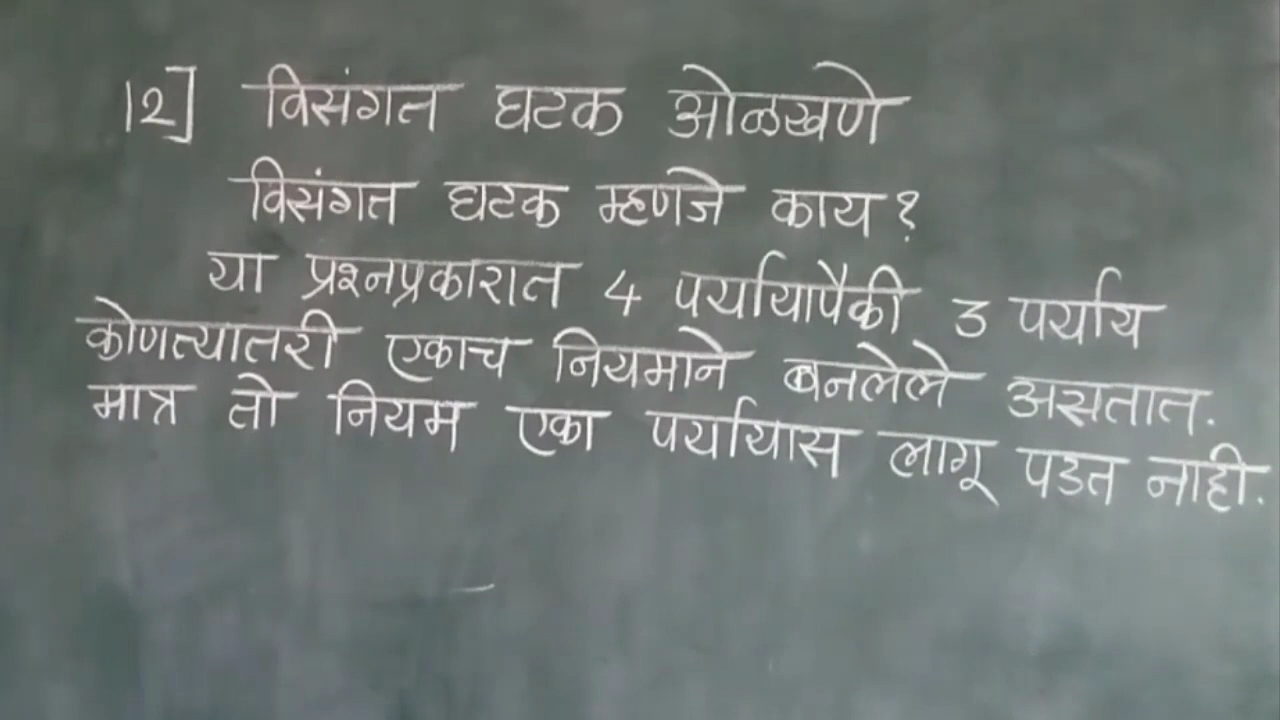 12] विसंगत घटक ओळखणे
विसंगत घटक म्हणजे काय?
या प्रश्नप्रकारात 4 पर्यायापैकी 3 पर्याय
कोणत्यातरी एकाच नियमाने बनलेले असतात.
मात्र तो नियम एका पर्यायास लागू पडत नाही.